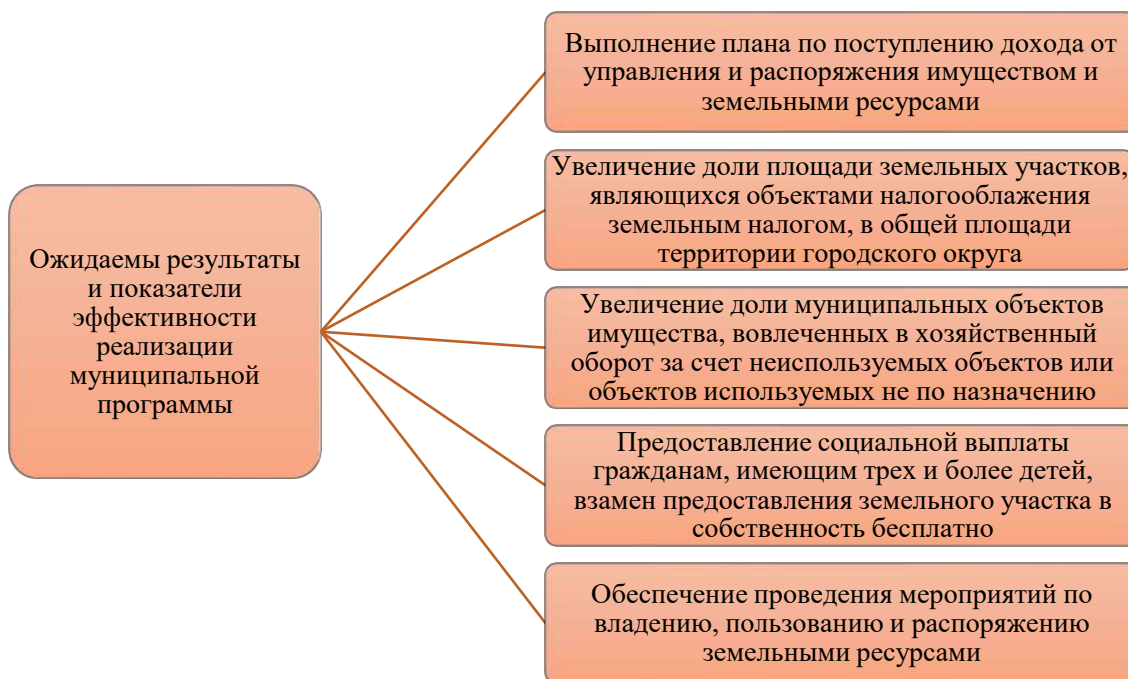 Ожидаемы результаты
и показатели
эффективности
реализации
муниципальной
программы
Выполнение плана по поступлению дохода от
управления и распоряжения имуществом и
земельными ресурсами
Увеличение доли площади земельных участков,
являющихся объектами налогооблажения
земельным налогом, в общей площади
территории городского округа
Увеличение доли муниципальных объектов
имущества, вовлеченных в хозяйственный
оборот за счет неиспользуемых объектов или
объектов используемых не по назначению
Предоставление социальной выплаты
гражданам, имеющим трех и более детей,
взамен предоставления земельного участка в
собственность бесплатно
Обеспечение проведения мероприятий по
владению, пользованию и распоряжению
земельными ресурсами